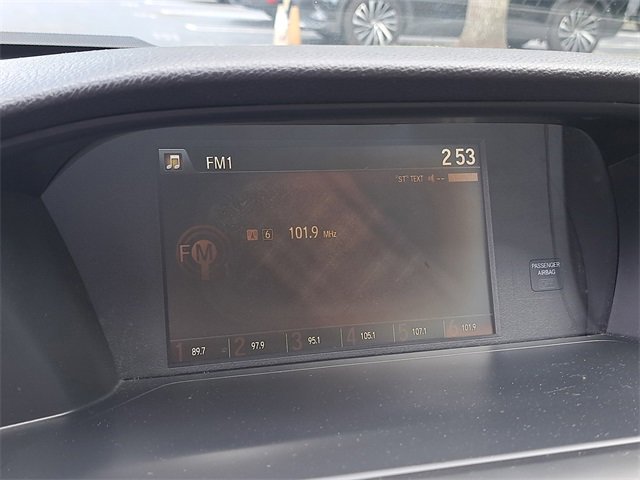 FM1 2 53
"ST" TEXT --
FM
A 6 101.9 MHz
PASSENGER
AIRBAG
1 89.7 2 97.9 3 95.1 4 105.1 5 107.1 6 101.9